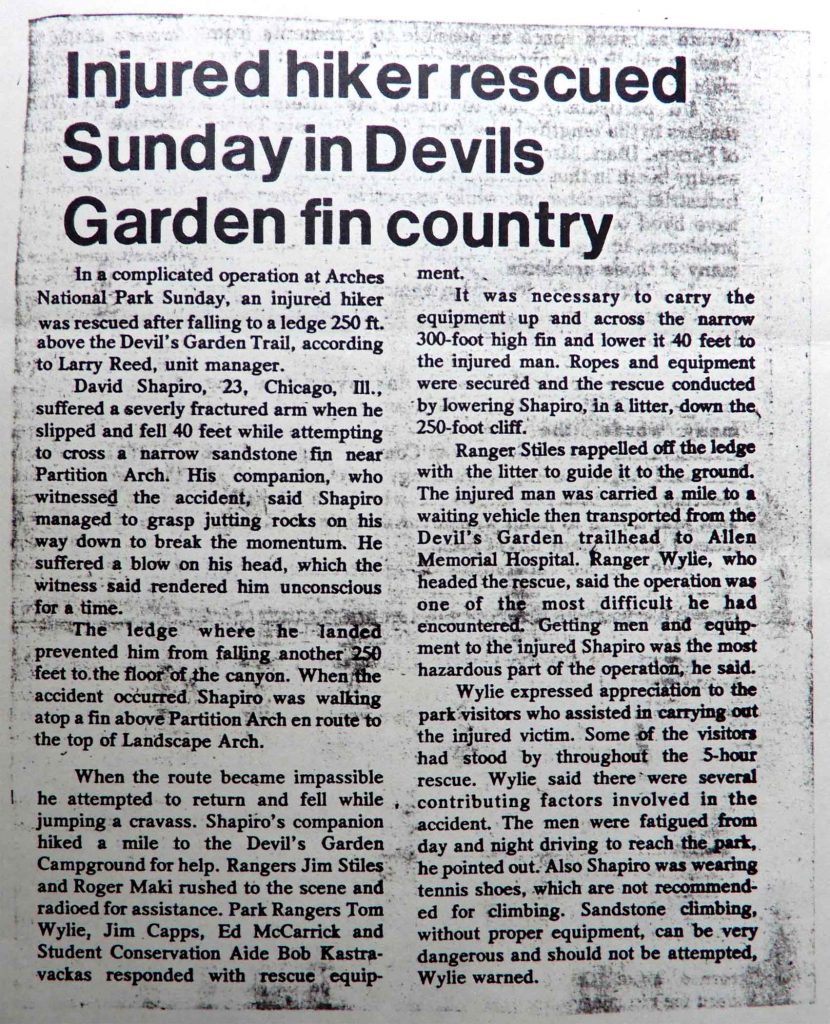 Injured hiker rescued
Sunday in Devils
Garden fin country
In a complicated operation at Arches
National Park Sunday, an injured hiker
was rescued after falling to a ledge 250 ft.
above the Devil's Garden Trail, according
to Larry Reed, unit manager.
David Shapiro, 23, Chicago, Ill.,
suffered a severly fractured arm when he
slipped and fell 40 feet while attempting
to cross a narrow sandstone fin near
Partition Arch. His companion, who
witnessed the accident, said Shapiro
managed to grasp jutting rocks on his
way down to break the momentum. He
suffered a blow on his head, which the
witness said rendered him unconscious
for a time.
The ledge where he landed
prevented him from falling another 250
feet to the floor of the canyon. When the
accident occurred Shapiro was walking
atop a fin above Partition Arch en route to
the top of Landscape Arch.
When the route became impassible
he attempted to return and fell while
jumping a cravass. Shapiro's companion
hiked a mile to the Devil's Garden
Campground for help. Rangers Jim Stiles
and Roger Maki rushed to the scene and
radioed for assistance. Park Rangers Tom
Wylie, Jim Capps, Ed McCarrick and
Student Conservation Aide Bob Kastra-
vackas responded with rescue equip-
ment.
It was necessary to carry the
equipment up and across the narrow
300-foot high fin and lower it 40 feet to
the injured man. Ropes and equipment
were secured and the rescue conducted
by lowering Shapiro, in a litter, down the
250-foot cliff.
Ranger Stiles rappelled off the ledge
with the litter to guide it to the ground.
The injured man was carried a mile to a
waiting vehicle then transported from the
Devil's Garden trailhead to Allen
Memorial Hospital. Ranger Wylie, who
headed the rescue, said the operation was
one of the most difficult he had
encountered. Getting men and equip-
ment to the injured Shapiro was the most
hazardous part of the operation, he said.
Wylie expressed appreciation to the
park visitors who assisted in carrying out
the injured victim. Some of the visitors
had stood by throughout the 5-hour
rescue. Wylie said there were several
contributing factors involved in the
accident. The men were fatigued from
day and night driving to reach the park,
he pointed out. Also Shapiro was wearing
tennis shoes, which are not recommend-
ed for climbing. Sandstone climbing,
without proper equipment, can be very
dangerous and should not be attempted,
Wylie warned.